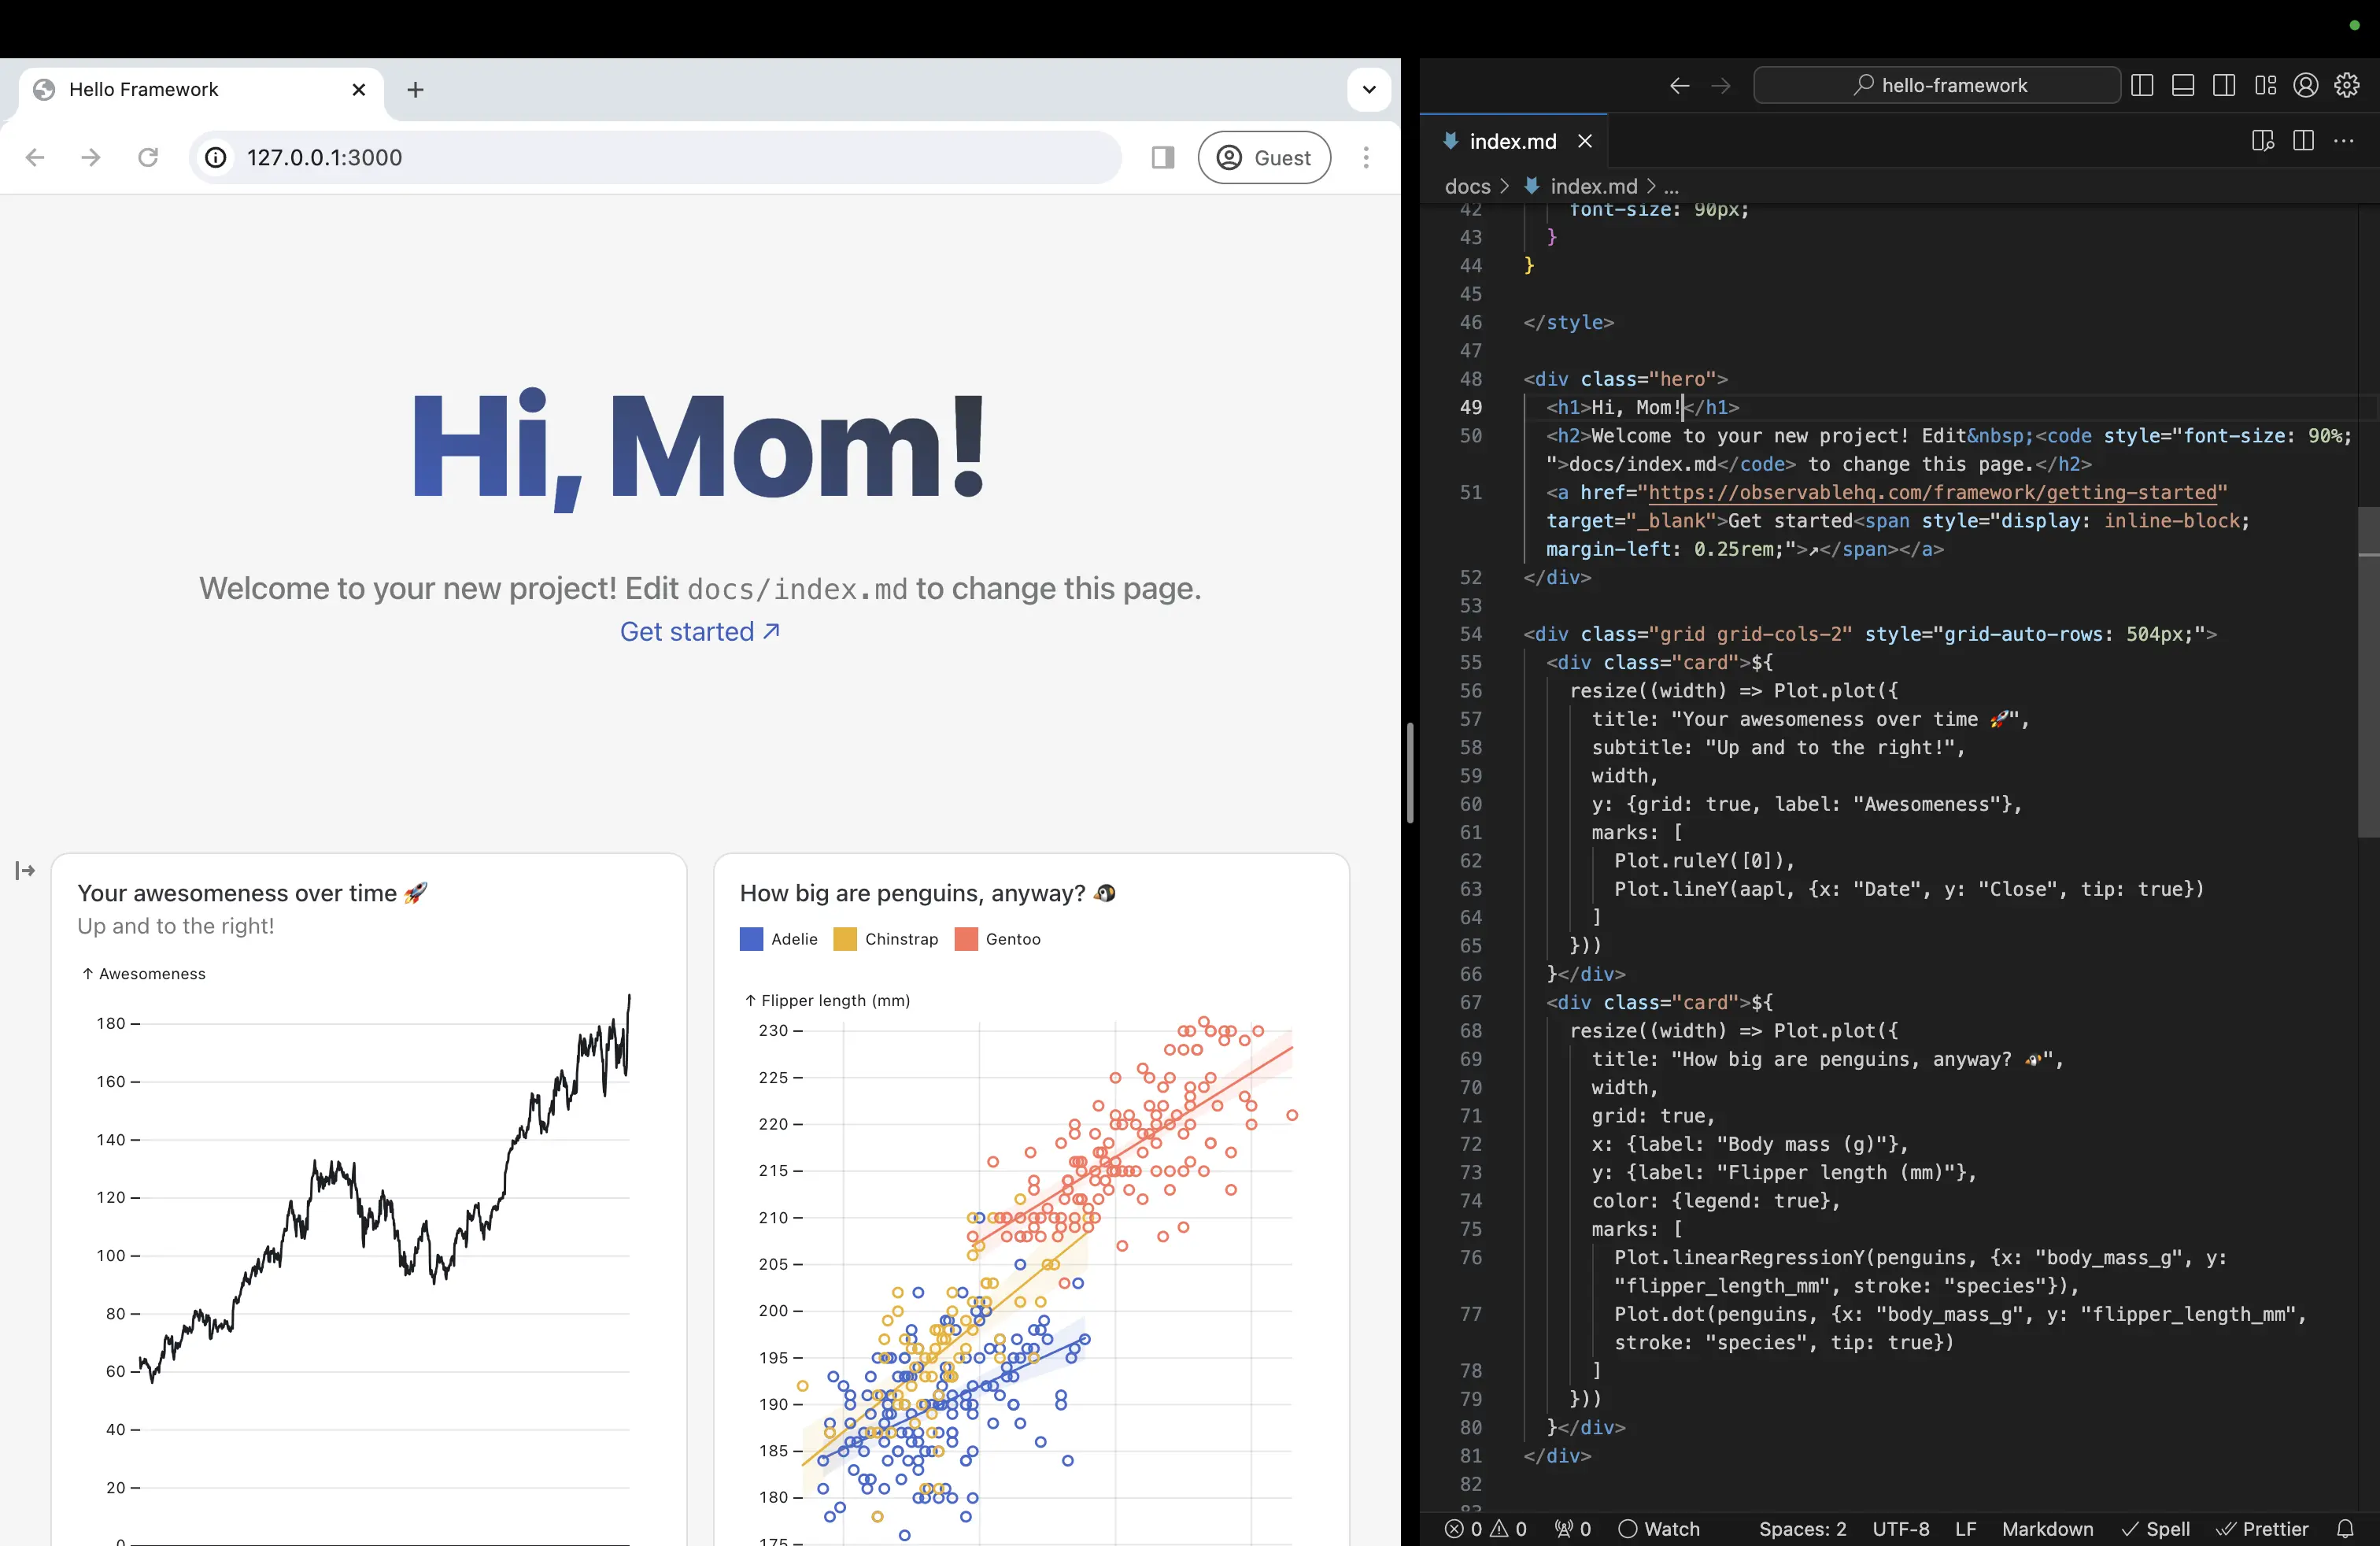 Hello Framework
127.0.0.1:3000
Guest
Hi, Mom!
Welcome to your new project! Edit docs/index.md to change this page.
Get started ↗
Your awesomeness over time 🚀
Up and to the right!
↑ Awesomeness
180
160
140
120
100
80
60
40
20
0
How big are penguins, anyway? 🐧
Adelie Chinstrap Gentoo
↑ Flipper length (mm)
230
225
220
215
210
205
200
195
190
185
180
175
hello-framework
index.md
docs > index.md > ...
42 font-size: 90px;
43 }
44 }
45
46 </style>
47
48 <div class="hero">
49 <h1>Hi, Mom!</h1>
50 <h2>Welcome to your new project! Edit&nbsp;<code style="font-size: 90%;
">docs/index.md</code> to change this page.</h2>
51 <a href="https://observablehq.com/framework/getting-started"
target="_blank">Get started<span style="display: inline-block;
margin-left: 0.25rem;">↗</span></a>
52 </div>
53
54 <div class="grid grid-cols-2" style="grid-auto-rows: 504px;">
55 <div class="card">${
56 resize((width) => Plot.plot({
57 title: "Your awesomeness over time 🚀",
58 subtitle: "Up and to the right!",
59 width,
60 y: {grid: true, label: "Awesomeness"},
61 marks: [
62 Plot.ruleY([0]),
63 Plot.lineY(aapl, {x: "Date", y: "Close", tip: true})
64 ]
65 }))
66 }</div>
67 <div class="card">${
68 resize((width) => Plot.plot({
69 title: "How big are penguins, anyway? 🐧",
70 width,
71 grid: true,
72 x: {label: "Body mass (g)"},
73 y: {label: "Flipper length (mm)"},
74 color: {legend: true},
75 marks: [
76 Plot.linearRegressionY(penguins, {x: "body_mass_g", y:
"flipper_length_mm", stroke: "species"}),
77 Plot.dot(penguins, {x: "body_mass_g", y: "flipper_length_mm",
stroke: "species", tip: true})
78 ]
79 }))
80 }</div>
81 </div>
82
83
0 0 0 Watch Spaces: 2 UTF-8 LF Markdown Spell Prettier